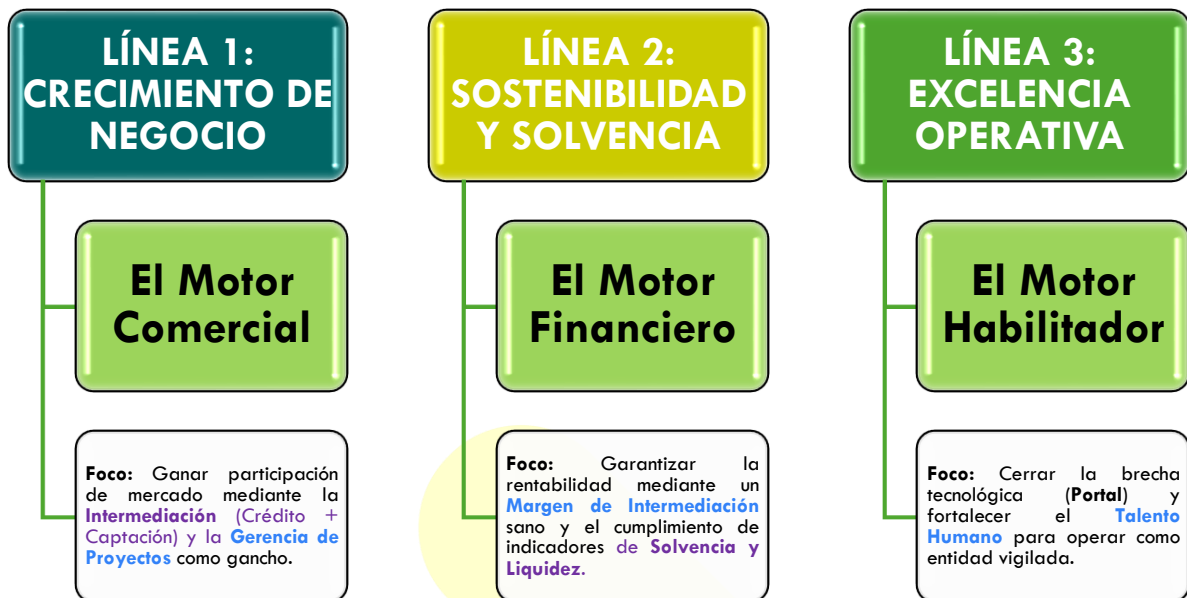 LÍNEA 1:
CRECIMIENTO DE
NEGOCIO
El Motor
Comercial
Foco: Ganar participación
de mercado mediante la
Intermediación (Crédito +
Captación) y la Gerencia de
Proyectos como gancho.
LÍNEA 2:
SOSTENIBILIDAD
Y SOLVENCIA
El Motor
Financiero
Foco: Garantizar la
rentabilidad mediante un
Margen de Intermediación
sano y el cumplimiento de
indicadores de Solvencia y
Liquidez.
LÍNEA 3:
EXCELENCIA
OPERATIVA
El Motor
Habilitador
Foco: Cerrar la brecha
tecnológica (Portal) y
fortalecer el Talento
Humano para operar como
entidad vigilada.